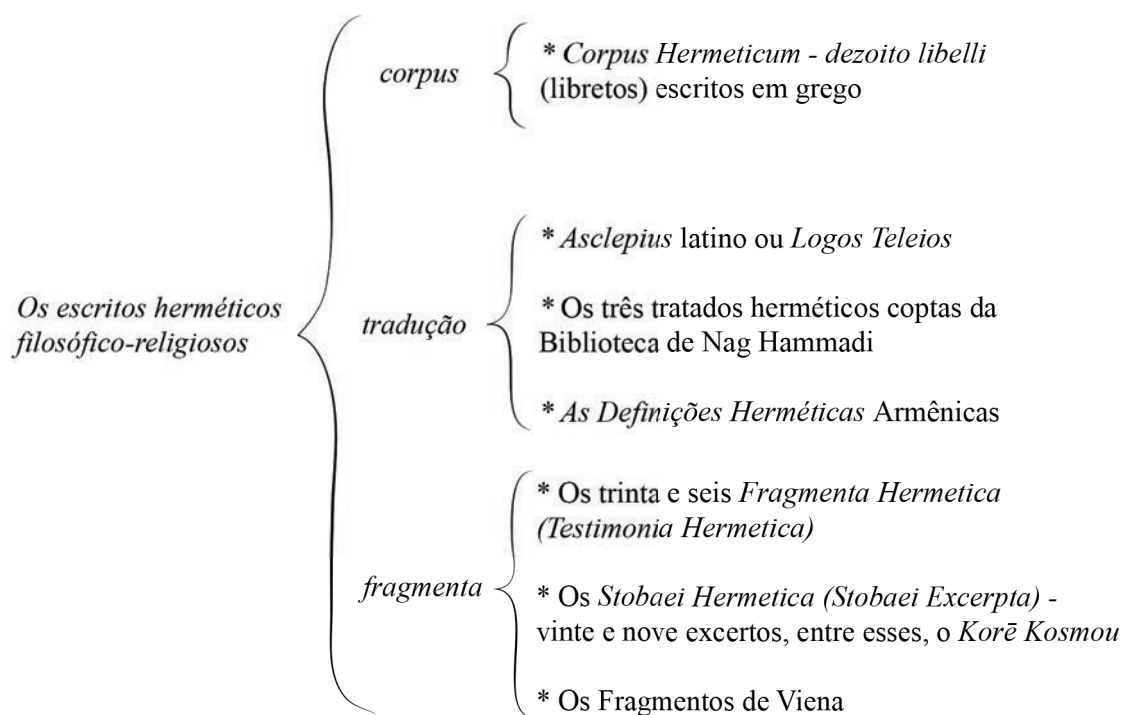 Os escritos herméticos
filosófico-religiosos
corpus
* Corpus Hermeticum - dezoito libelli
(libretos) escritos em grego
tradução
* Asclepius latino ou Logos Teleios
* Os três tratados herméticos coptas da
Biblioteca de Nag Hammadi
* As Definições Herméticas Armênicas
fragmenta
* Os trinta e seis Fragmenta Hermetica
(Testimonia Hermetica)
* Os Stobaei Hermetica (Stobaei Excerpta) -
vinte e nove excertos, entre esses, o Korē Kosmou
* Os Fragmentos de Viena